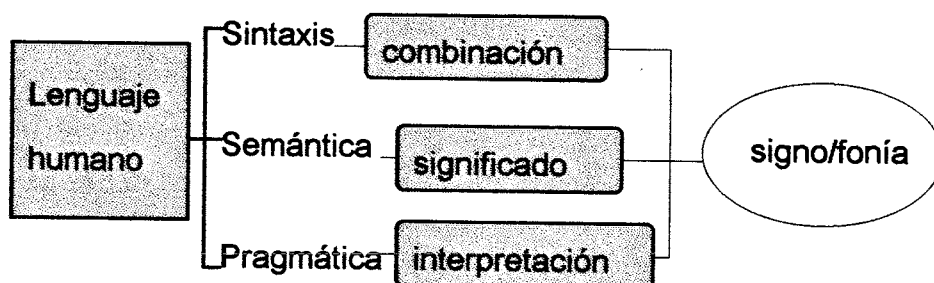 Lenguaje
humano
Sintaxis
combinación
Semántica
significado
Pragmática
interpretación
signo/fonía